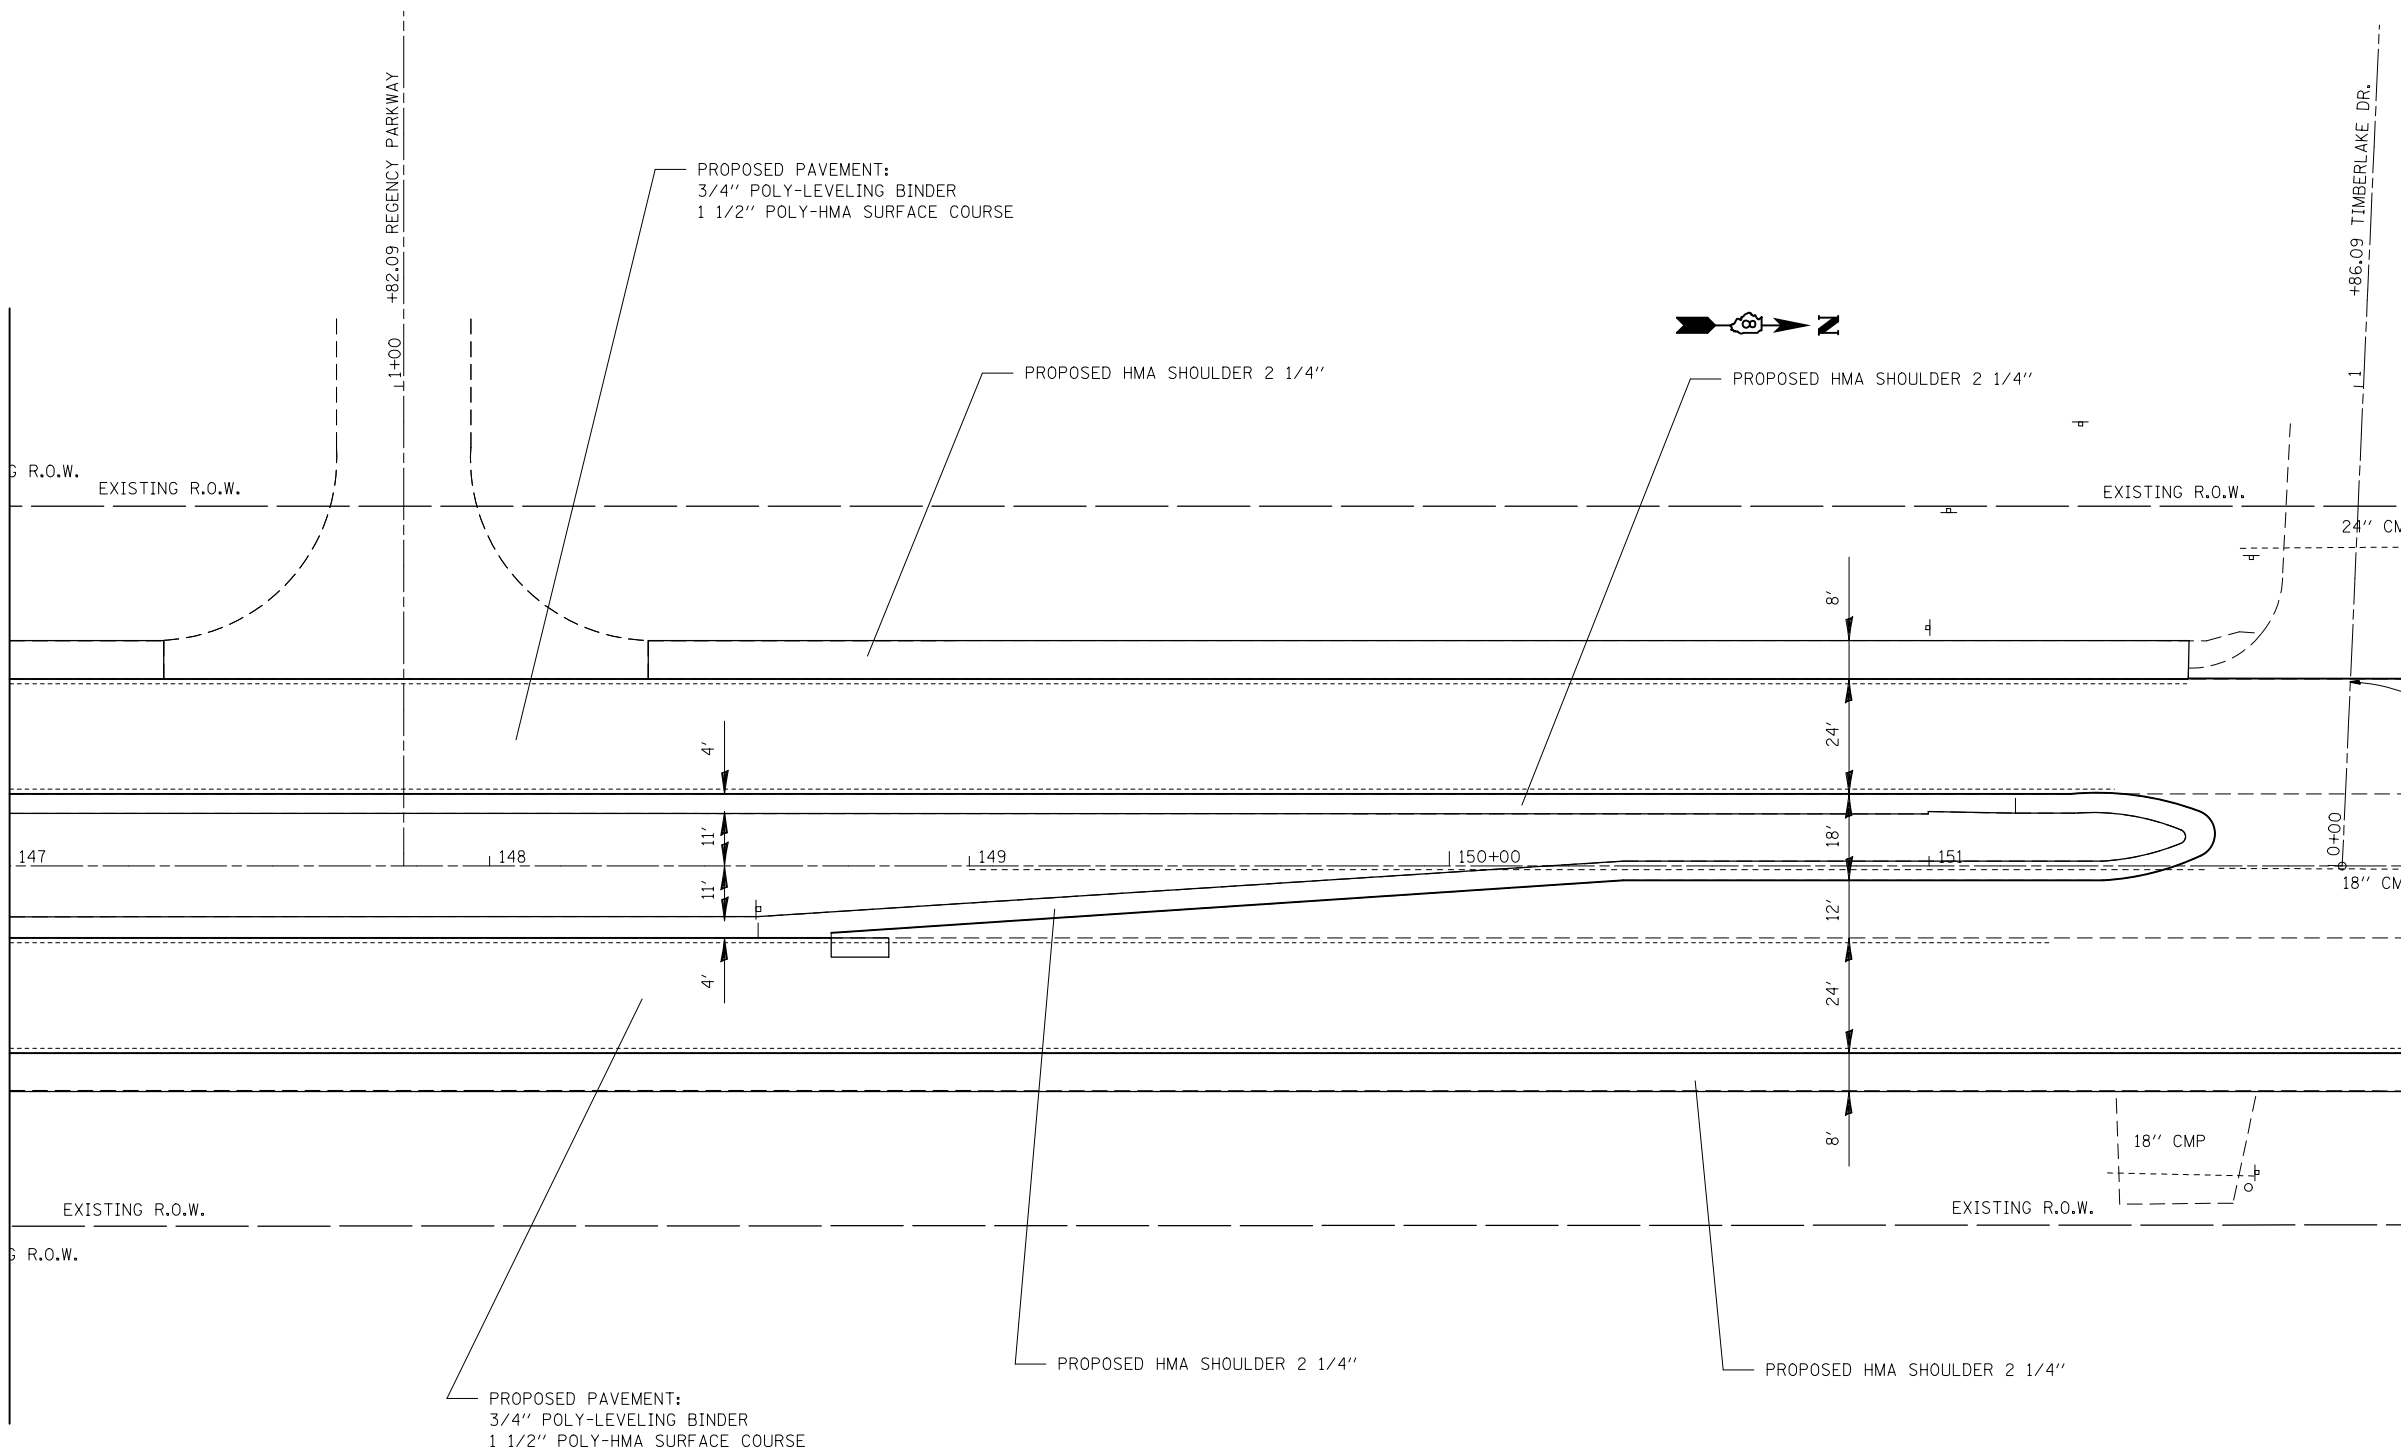 +82.09 REGENCY PARKWAY
1+00
+86.09 TIMBERLAKE DR.
1
0+00
PROPOSED PAVEMENT:
3/4" POLY-LEVELING BINDER
1 1/2" POLY-HMA SURFACE COURSE
8
N
PROPOSED HMA SHOULDER 2 1/4"
PROPOSED HMA SHOULDER 2 1/4"
G R.O.W.
EXISTING R.O.W.
EXISTING R.O.W.
24" CM
8'
24'
18'
12'
24'
8'
4'
11'
11'
4'
147
148
149
150+00
151
18" CM
18" CMP
EXISTING R.O.W.
EXISTING R.O.W.
G R.O.W.
PROPOSED HMA SHOULDER 2 1/4"
PROPOSED HMA SHOULDER 2 1/4"
PROPOSED PAVEMENT:
3/4" POLY-LEVELING BINDER
1 1/2" POLY-HMA SURFACE COURSE